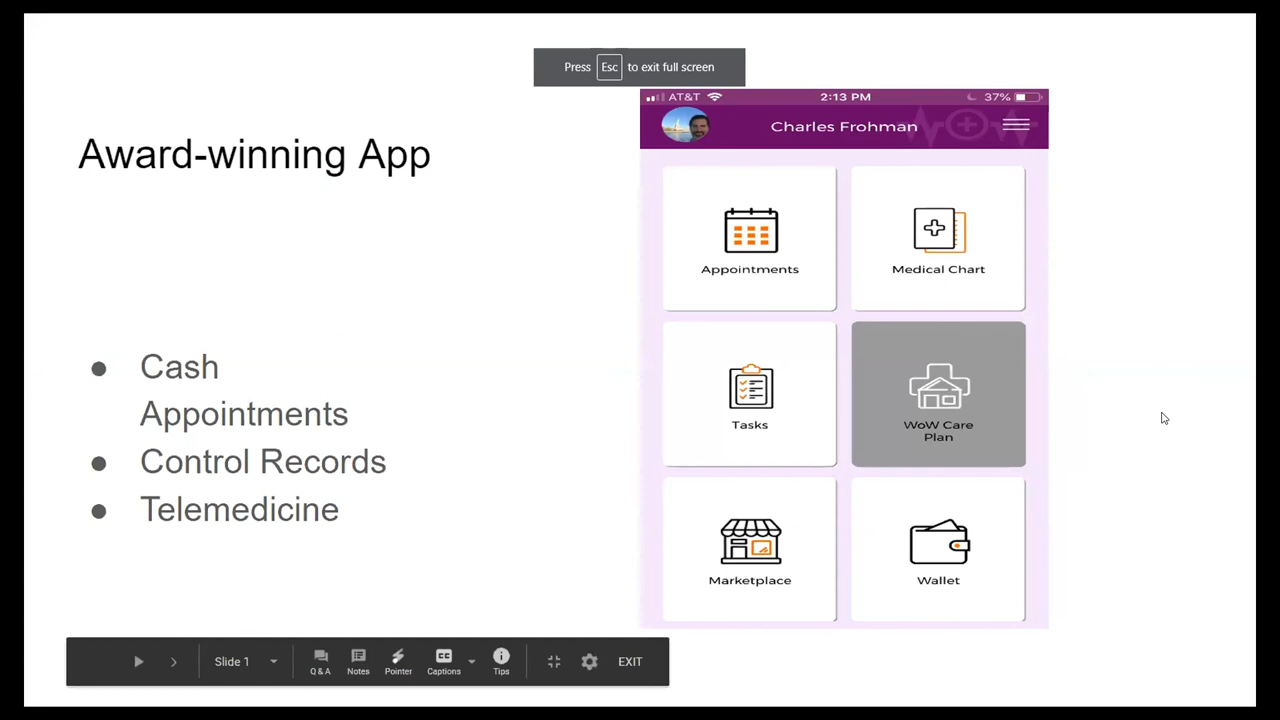 Press Esc to exit full screen
AT&T 2:13 PM 37%
Charles Frohman
Award-winning App
Appointments
Medical Chart
● Cash
Appointments
● Control Records
● Telemedicine
Tasks
WoW Care
Plan
Marketplace
Wallet
Slide 1
Q & A
Notes
Pointer
CC
Captions
Tips
EXIT